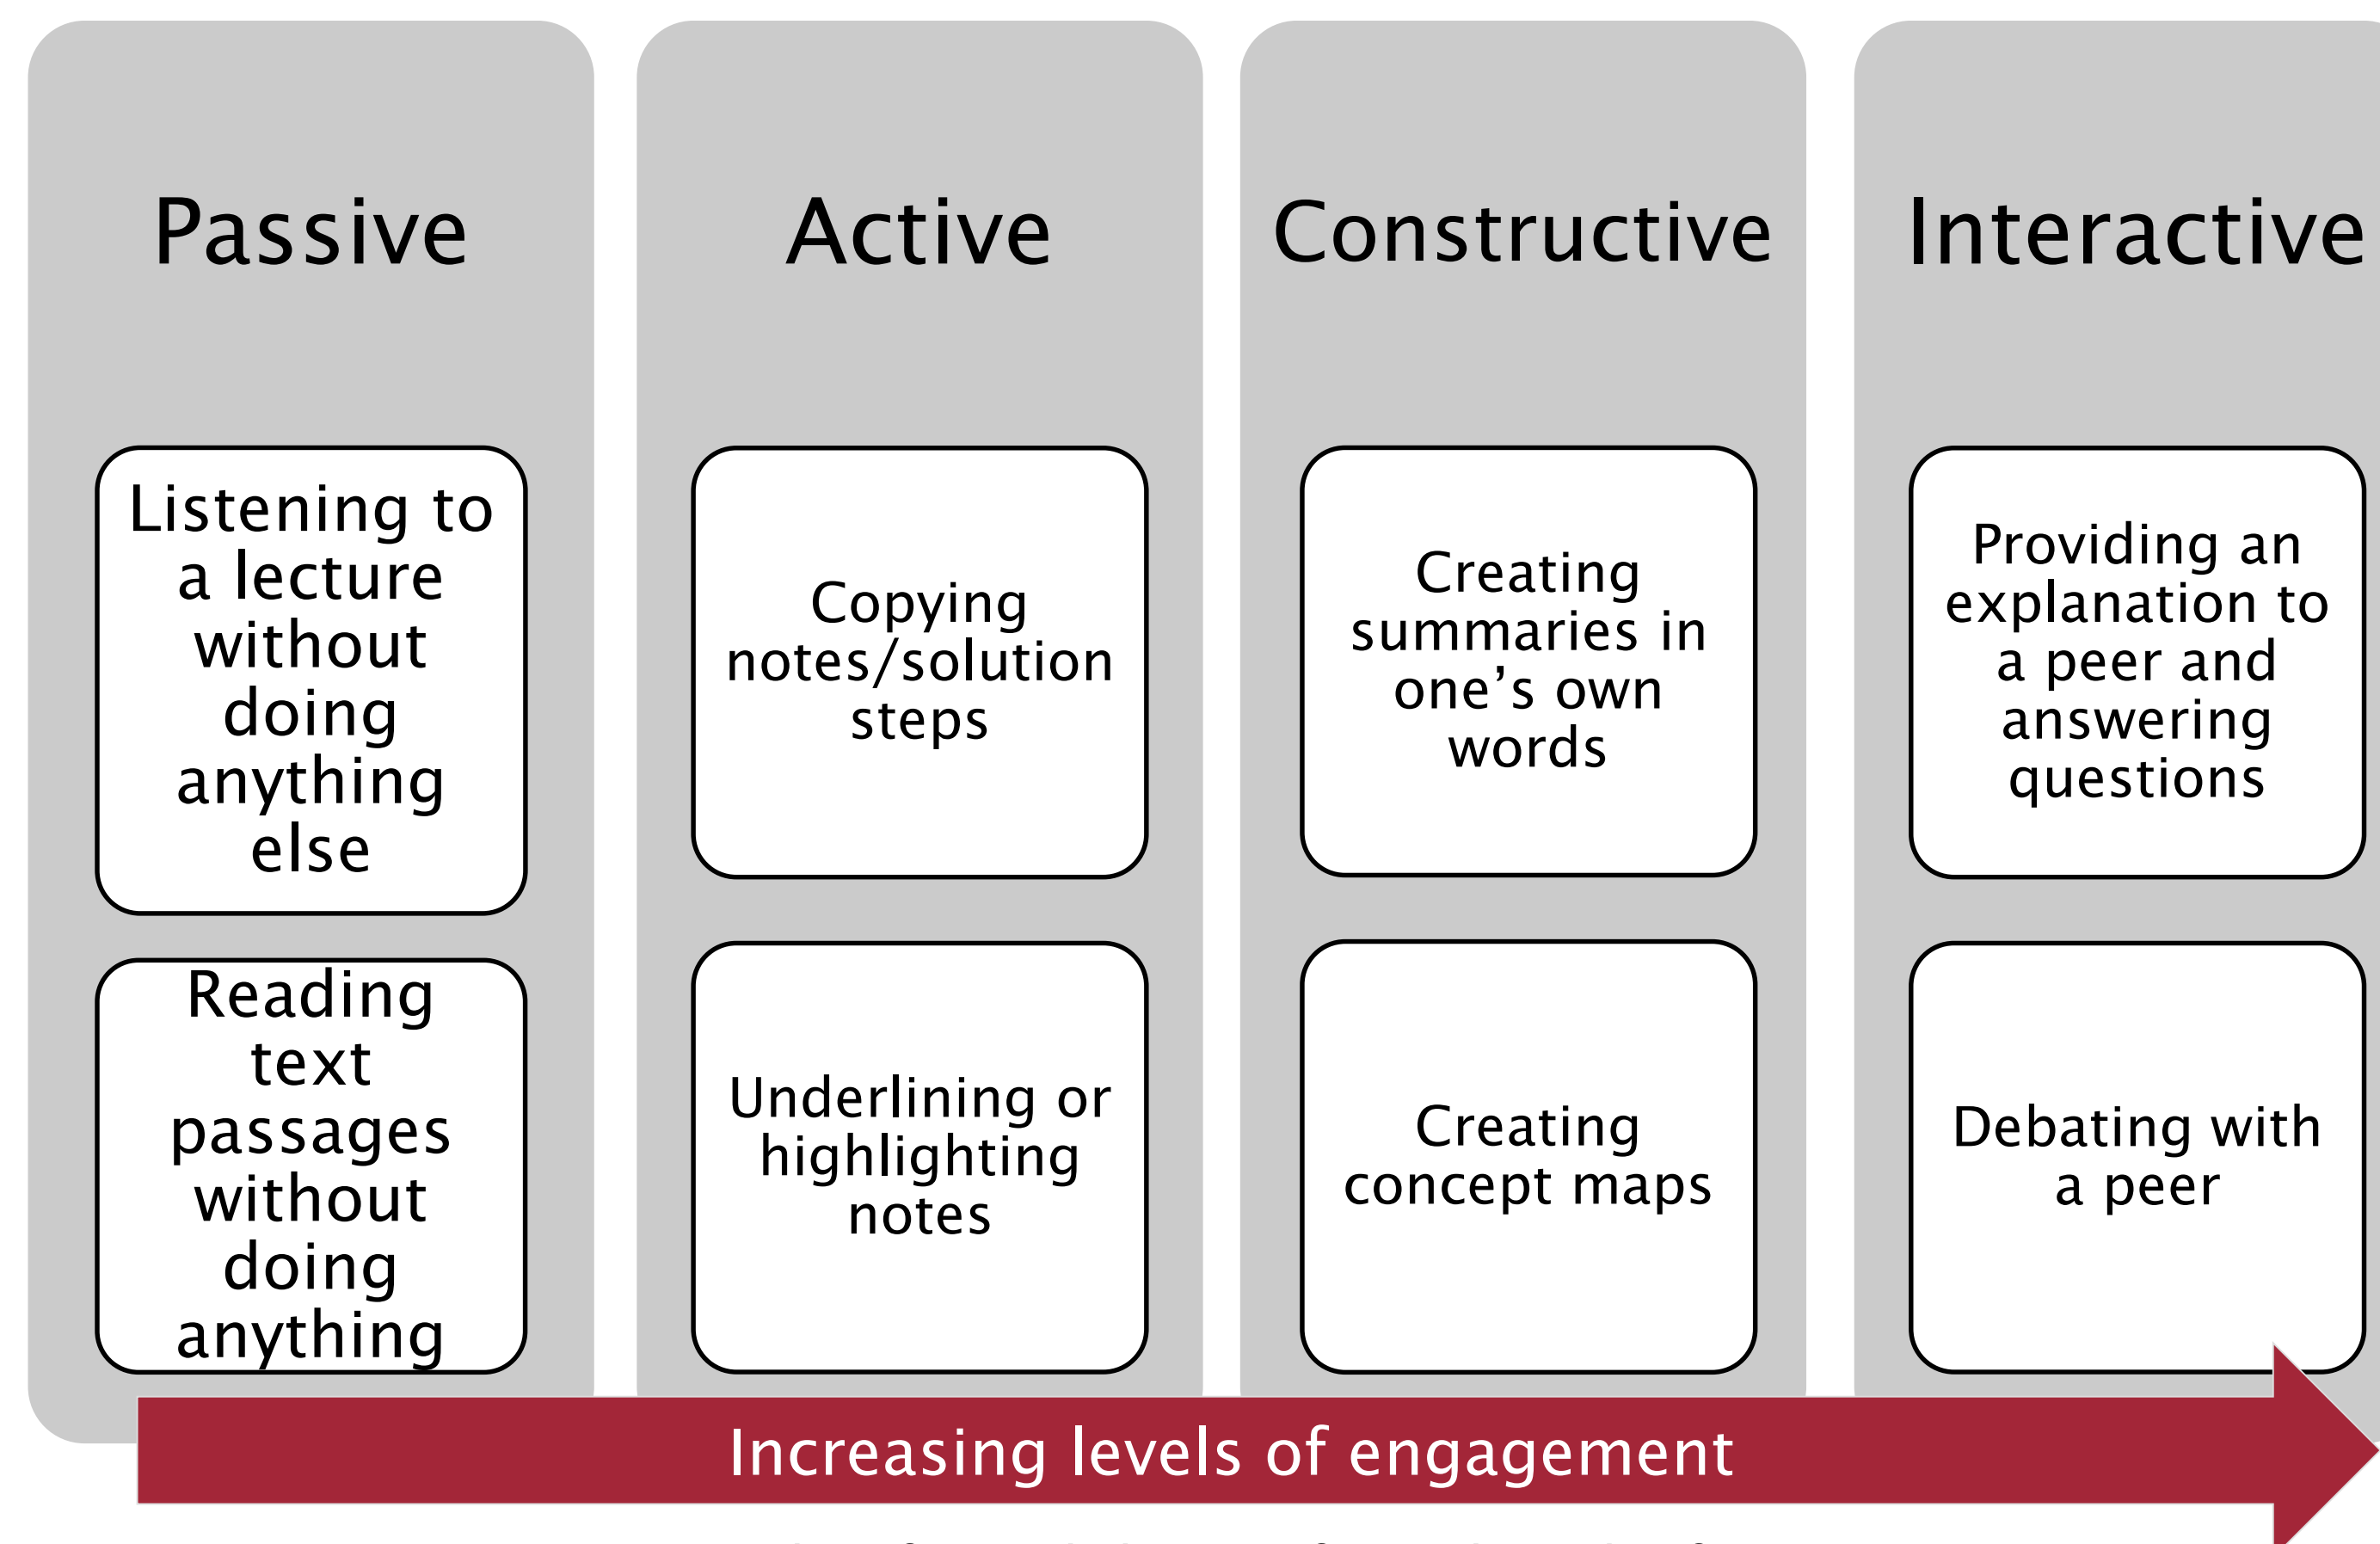 Passive
Listening to
a lecture
without
doing
anything
else
Reading
text
passages
without
doing
anything
Active
Copying
notes/solution
steps
Underlining or
highlighting
notes
Constructive
Creating
summaries in
one's own
words
Creating
concept maps
Interactive
Providing an
explanation to
a peer and
answering
questions
Debating with
a peer
Increasing levels of engagement